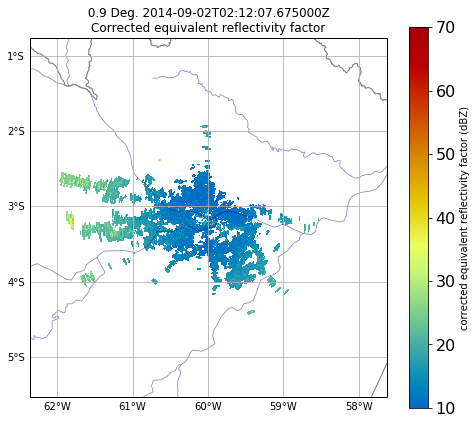 0.9 Deg. 2014-09-02T02:12:07.675000Z
Corrected equivalent reflectivity factor
1°S
2°S
3°S
4°S
5°S
62°W
61°W
60°W
59°W
58°W
70
60
50
40
30
20
10
corrected equivalent reflectivity factor (dBZ)